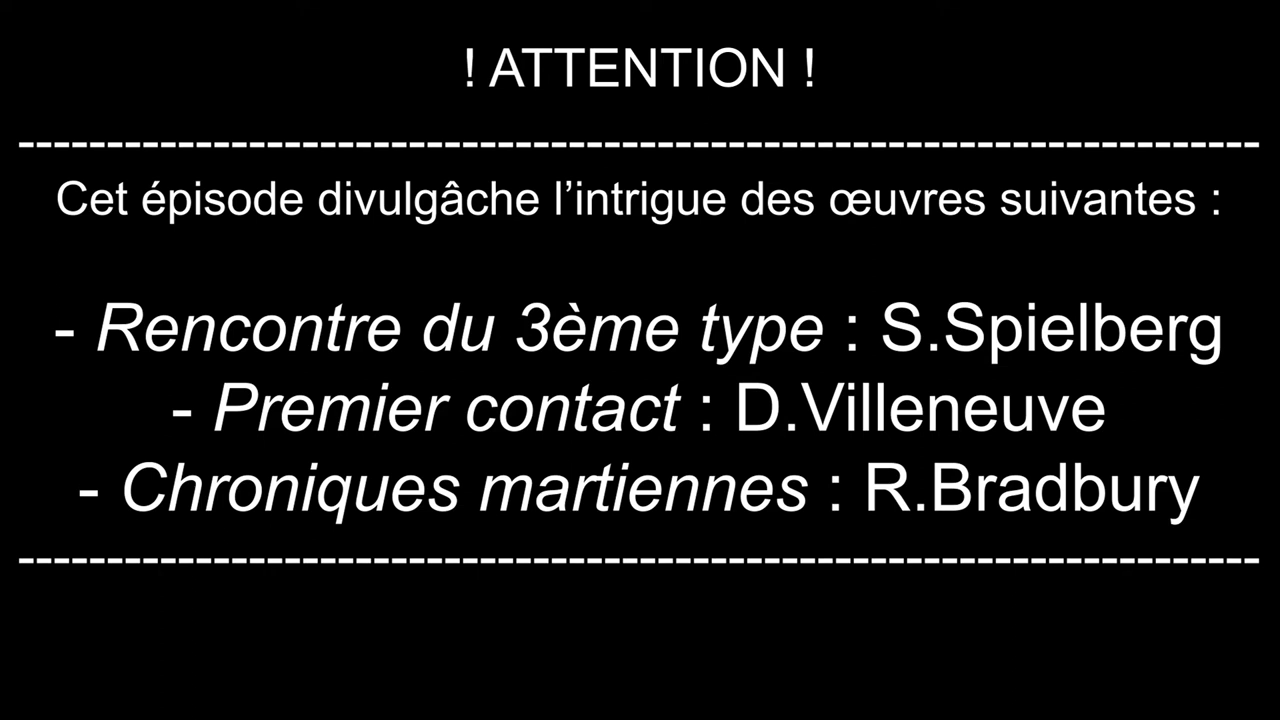 ! ATTENTION !
--------------------------------------------------------------------
Cet épisode divulgâche l’intrigue des œuvres suivantes :
- Rencontre du 3ème type : S.Spielberg
- Premier contact : D.Villeneuve
- Chroniques martiennes : R.Bradbury
--------------------------------------------------------------------